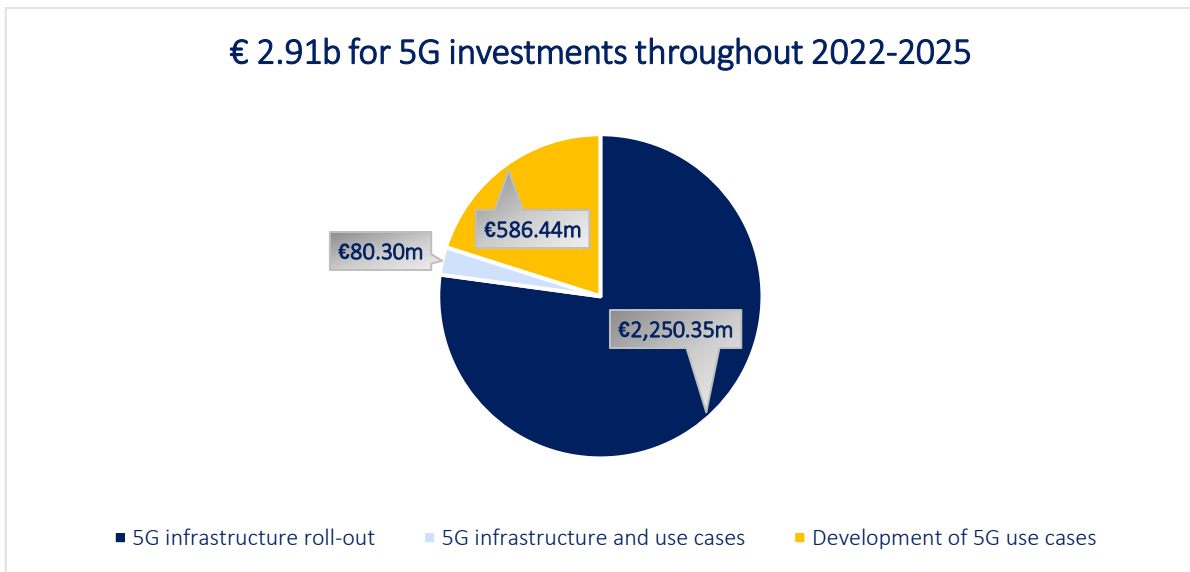 € 2.91b for 5G investments throughout 2022-2025
€586.44m
€80.30m
€2,250.35m
5G infrastructure roll-out
5G infrastructure and use cases
Development of 5G use cases